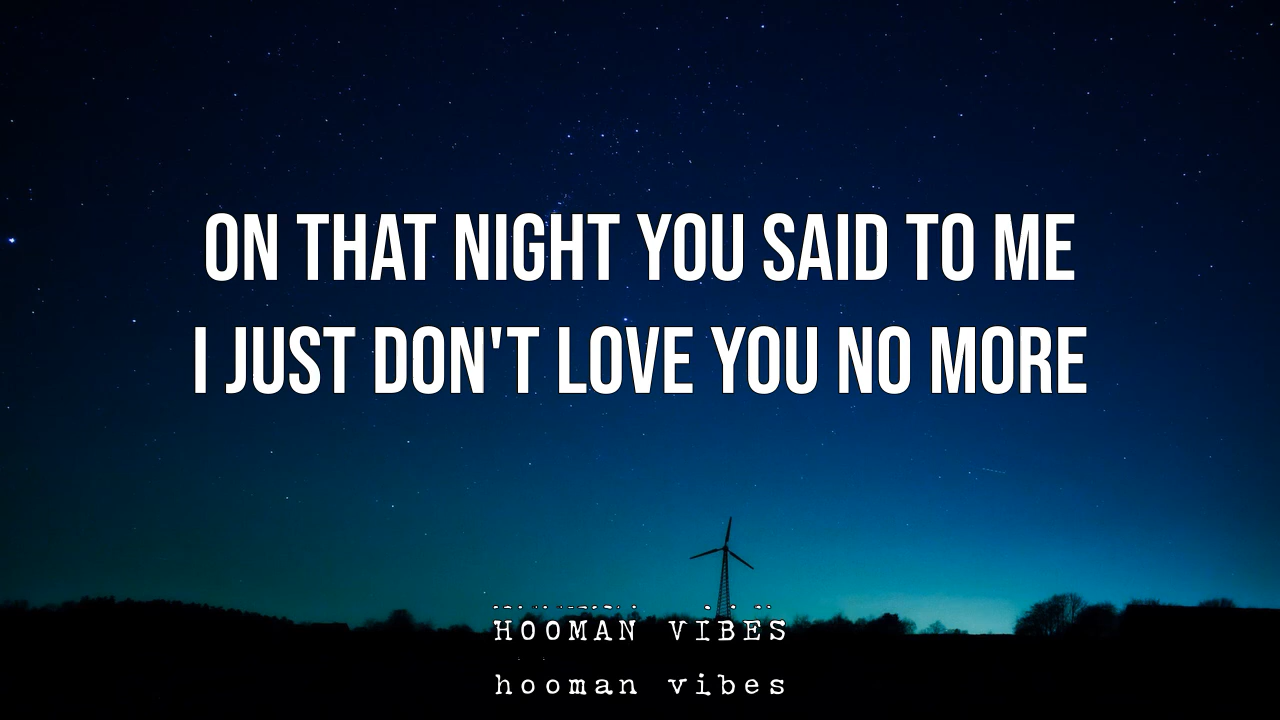 ON THAT NIGHT YOU SAID TO ME
I JUST DON'T LOVE YOU NO MORE
HOOMAN VIBES
hooman vibes